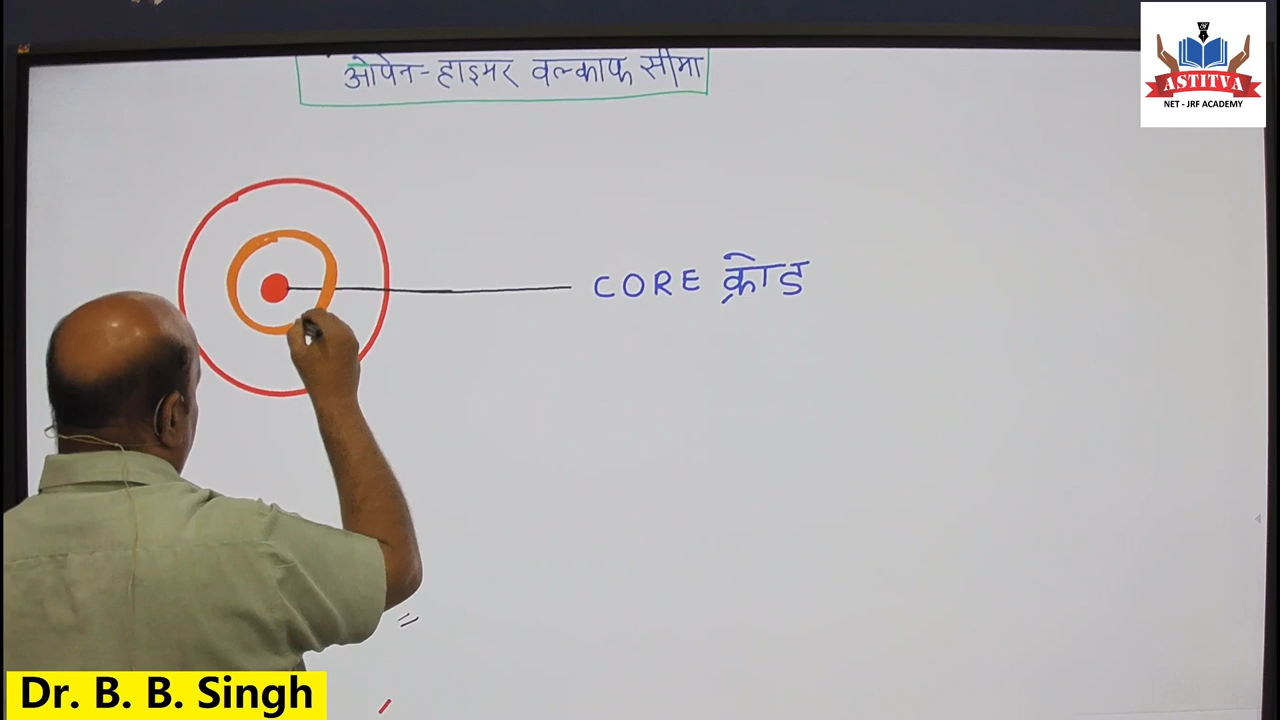 ओपेन-हाइमर वल्काफ सीमा
ASTITVA
NET - JRF ACADEMY
CORE क्रोड
Dr. B. B. Singh